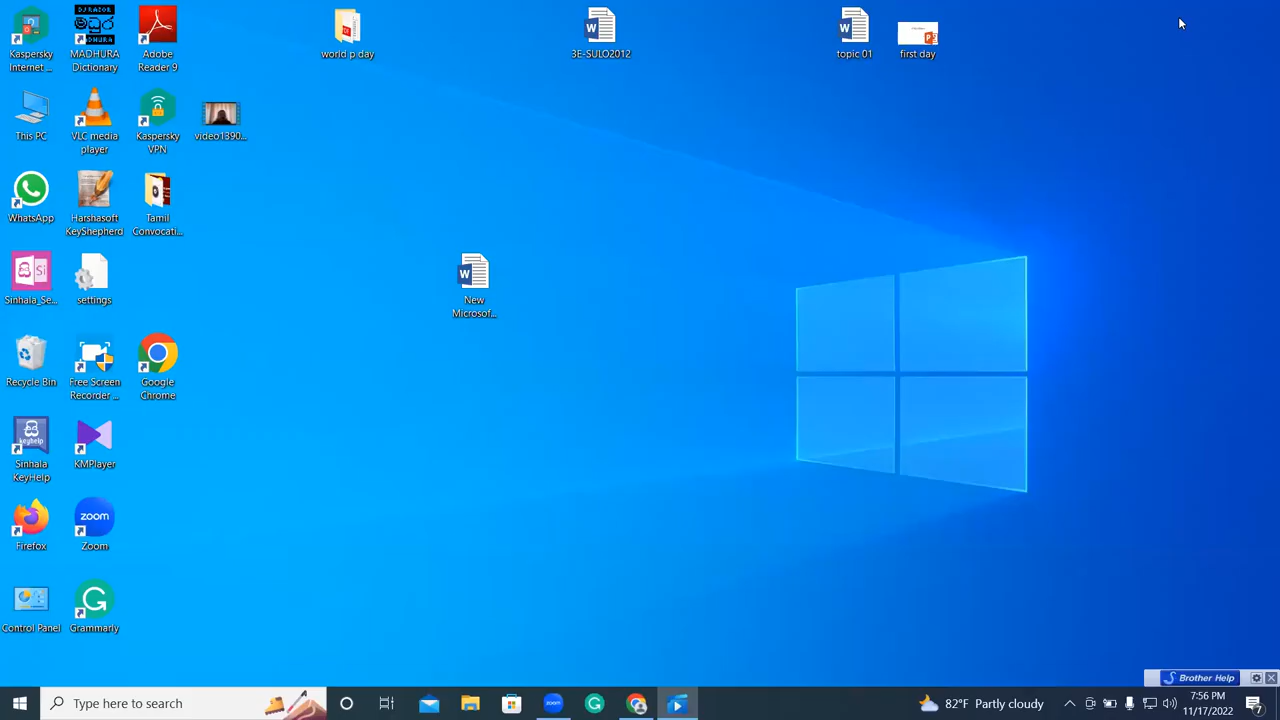 Kaspersky
Internet ...
MADHURA
Dictionary
Adobe
Reader 9
world p day
3E-SULO2012
topic 01
first day
This PC
VLC media
player
Kaspersky
VPN
video1390...
WhatsApp
Harshasoft
KeyShepherd
Tamil
Convocati...
Sinhala_Se...
settings
New
Microsof...
Recycle Bin
Free Screen
Recorder ...
Google
Chrome
keyhelp
Sinhala
KeyHelp
KMPlayer
Firefox
zoom
Zoom
Control Panel
Grammarly
Brother Help
Type here to search
zoom
82°F Partly cloudy
7:56 PM
11/17/2022
7